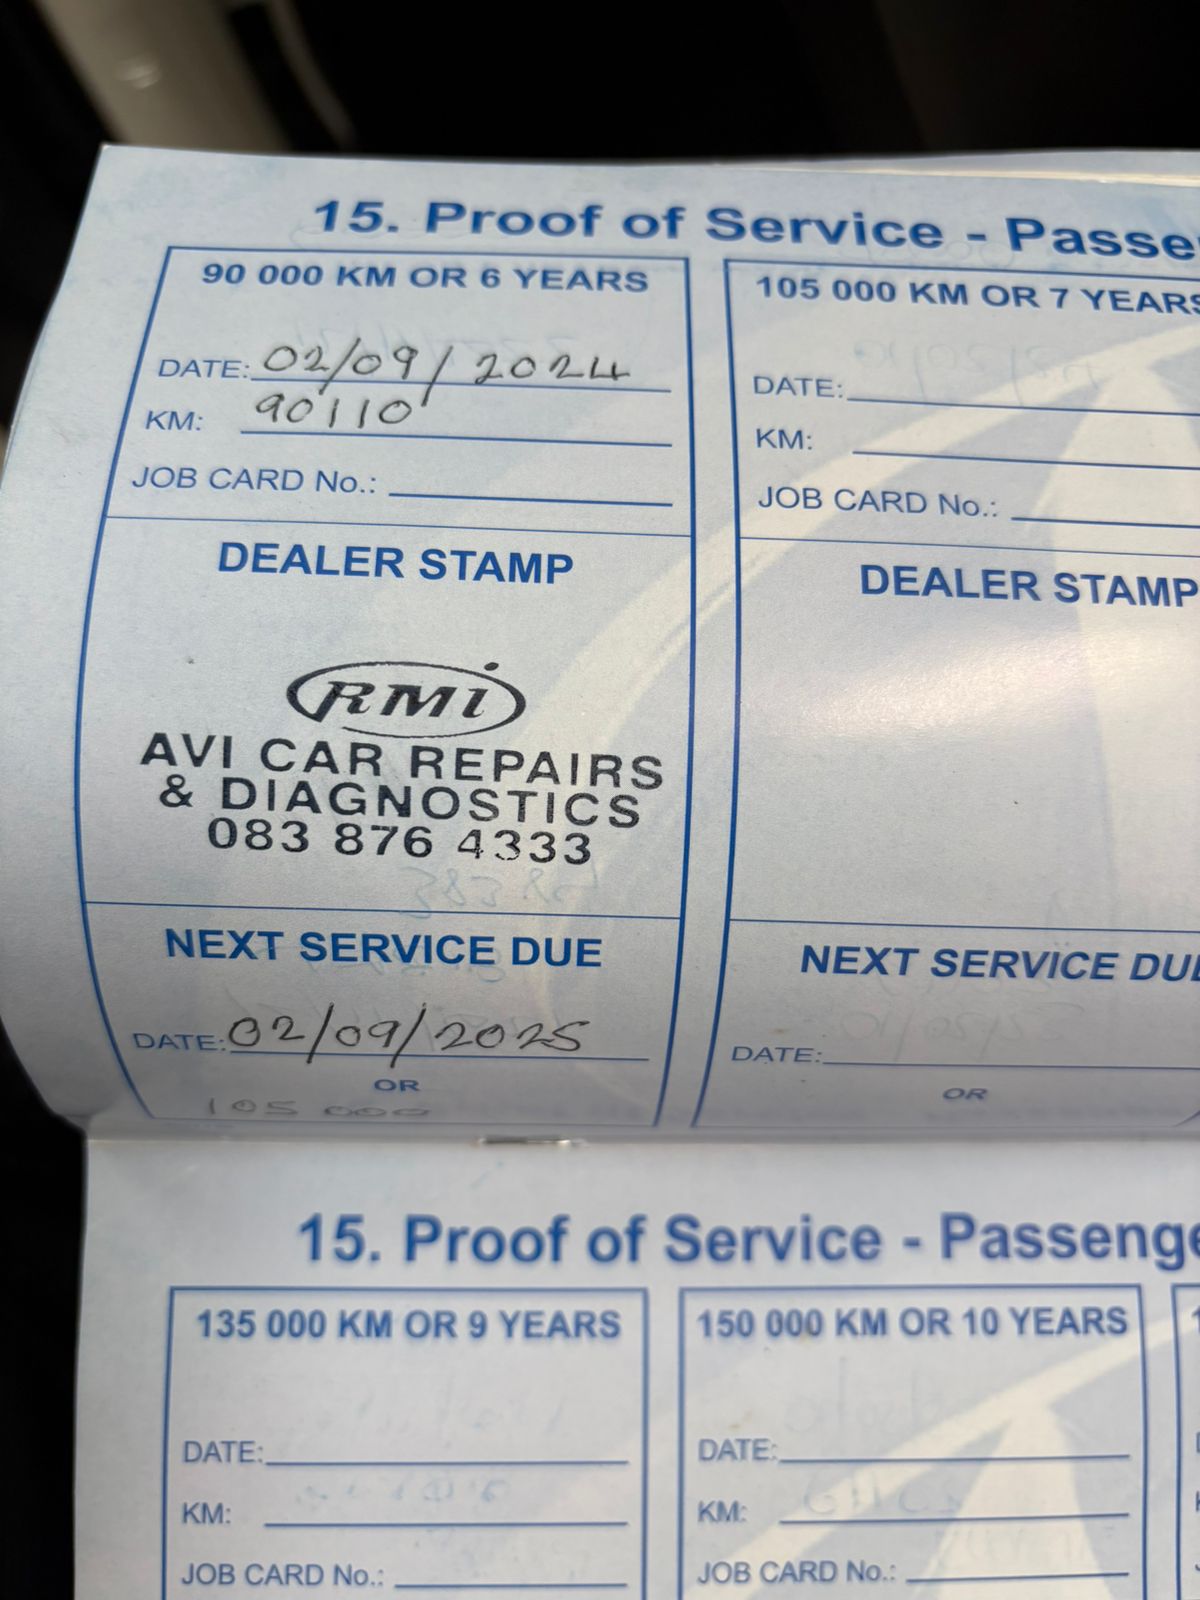 15. Proof of Service - Passe
90 000 KM OR 6 YEARS
DATE: 02/09/2024
KM: 90110
JOB CARD No.:
DEALER STAMP
RMi
AVI CAR REPAIRS
& DIAGNOSTICS
083 876 4333
NEXT SERVICE DUE
DATE: 02/09/2025
OR
105 000
105 000 KM OR 7 YEARS
DATE:
KM:
JOB CARD No.:
DEALER STAMP
NEXT SERVICE DUE
DATE:
OR
15. Proof of Service - Passenge
135 000 KM OR 9 YEARS
DATE:
KM:
JOB CARD No.:
150 000 KM OR 10 YEARS
DATE:
KM:
JOB CARD No.: